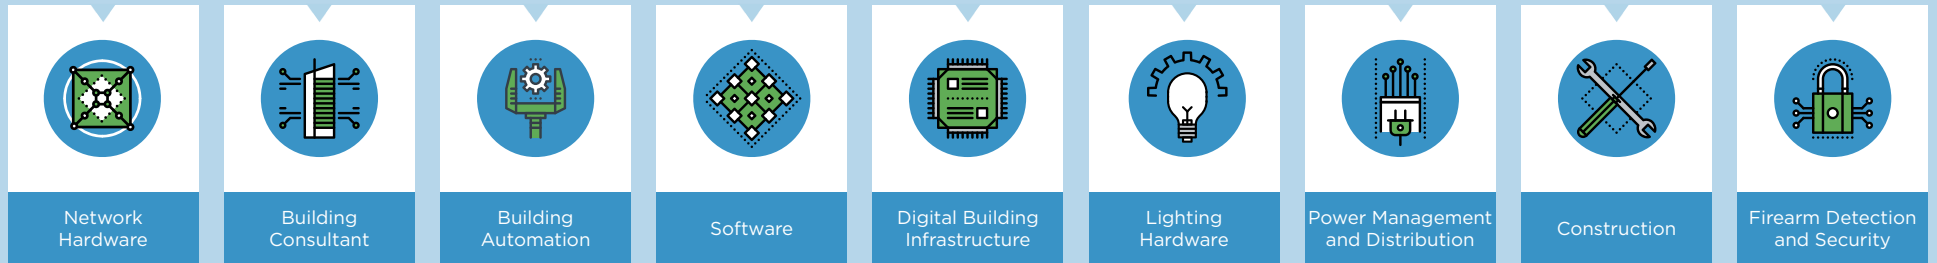 Network
Hardware
Building
Consultant
Building
Automation
Software
Digital Building
Infrastructure
Lighting
Hardware
Power Management
and Distribution
Construction
Firearm Detection
and Security